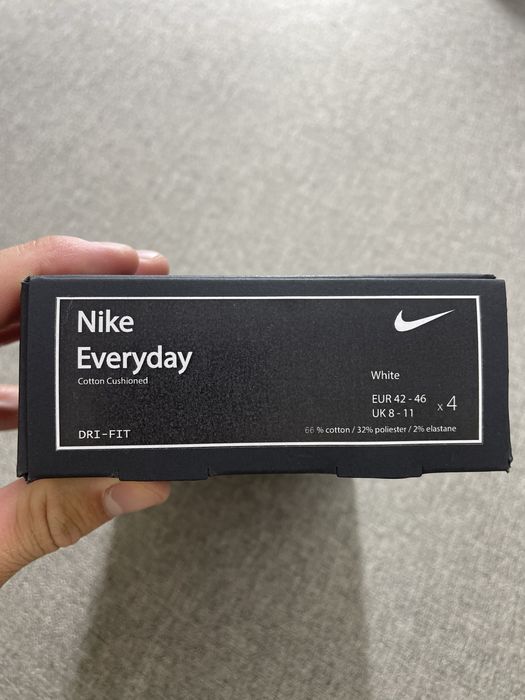 Nike
Everyday
Cotton Cushioned
White
EUR 42 - 46
UK 8 - 11
x 4
DRI-FIT
66 % cotton / 32% poliester / 2% elastane